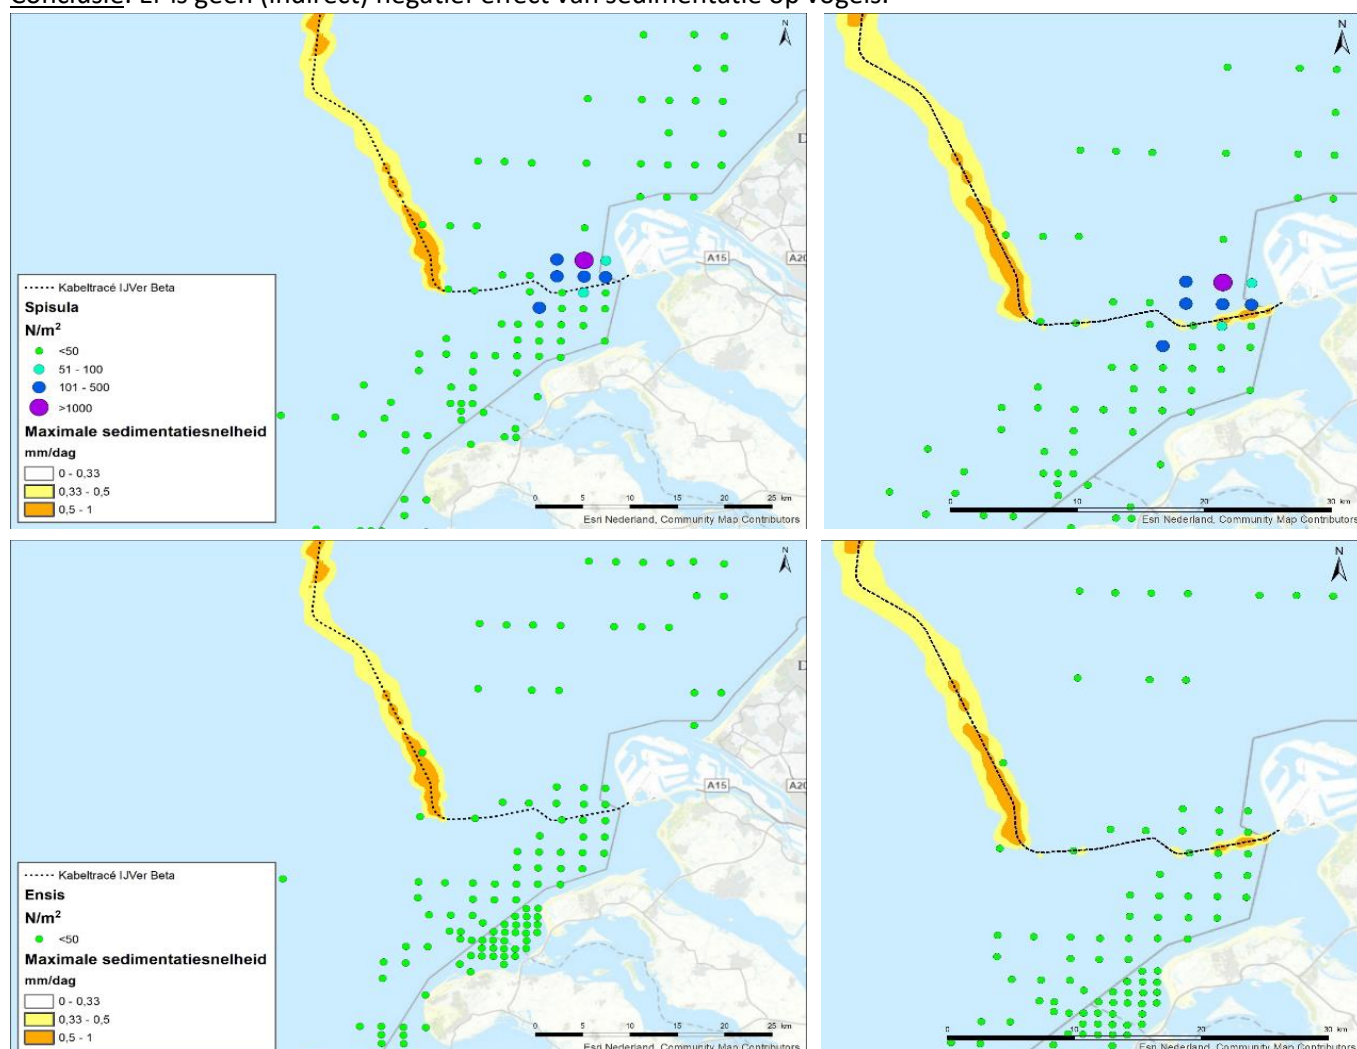 Conclusie: Er is geen (indirect) negatief effect van sedimentatie op vogels.
N
D
A15
A20
Kabeltracé IJVer Beta
Spisula
N/m²
<50
51 - 100
101 - 500
>1000
Maximale sedimentatiesnelheid
mm/dag
0 - 0,33
0,33 - 0,5
0,5 - 1
0 5 10 15 20 25 km
Esri Nederland, Community Map Contributors
N
0 10 20 30 km
Esri Nederland, Community Map Contributors
N
D
A15
A20
Kabeltracé IJVer Beta
Ensis
N/m²
<50
Maximale sedimentatiesnelheid
mm/dag
0 - 0,33
0,33 - 0,5
0,5 - 1
0 5 10 15 20 25 km
Esri Nederland, Community Map Contributors
N
0 10 20 30 km
Esri Nederland, Community Map Contributors